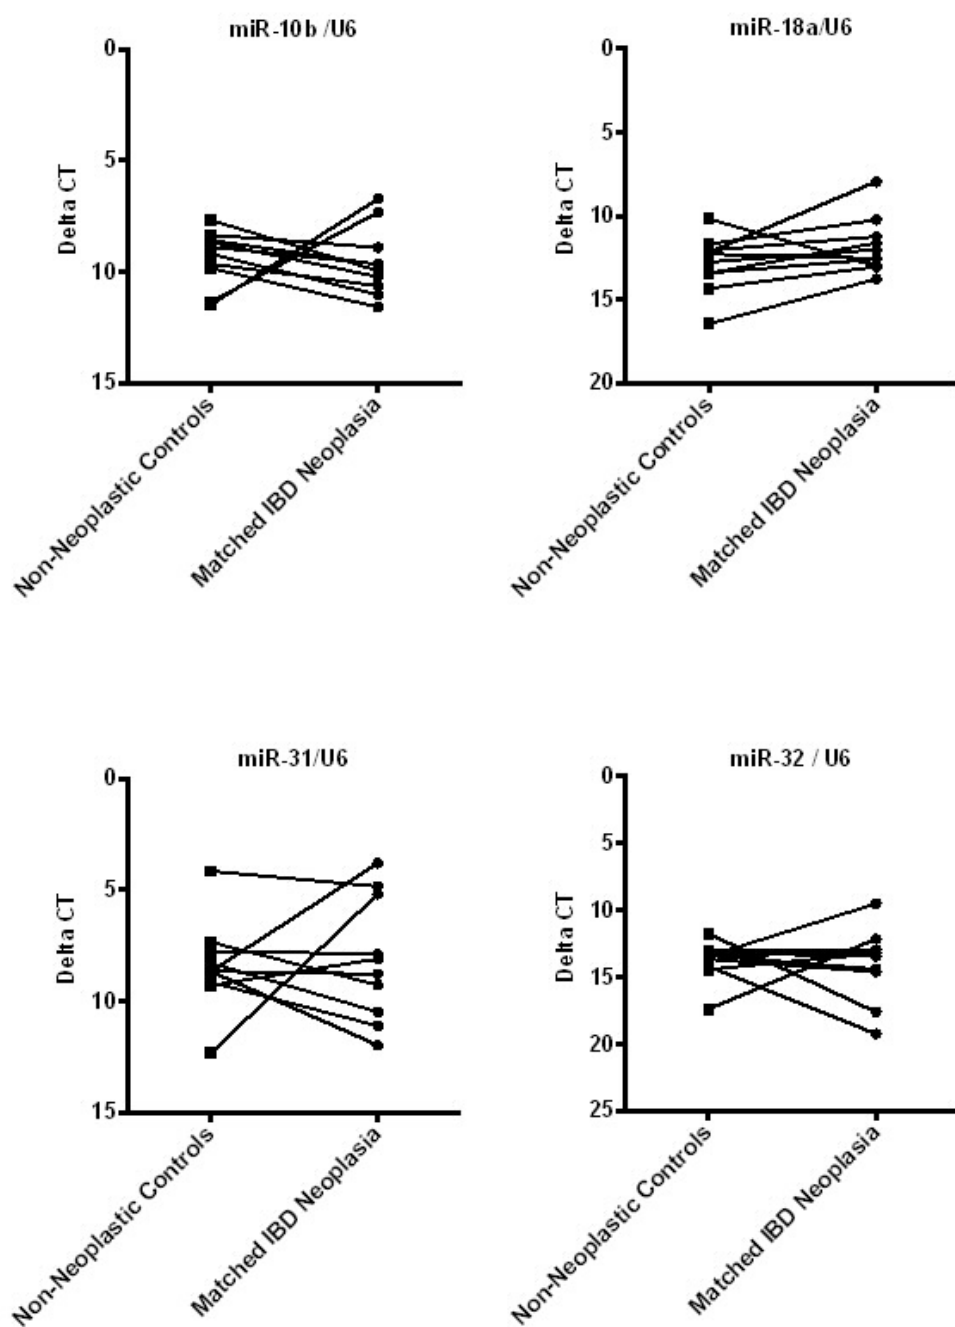 miR-10b /U6
0
5
10
15
Delta CT
Non-Neoplastic Controls
Matched IBD Neoplasia
miR-18a/U6
0
5
10
15
20
Delta CT
Non-Neoplastic Controls
Matched IBD Neoplasia
miR-31/U6
0
5
10
15
Delta CT
Non-Neoplastic Controls
Matched IBD Neoplasia
miR-32 / U6
0
5
10
15
20
25
Delta CT
Non-Neoplastic Controls
Matched IBD Neoplasia